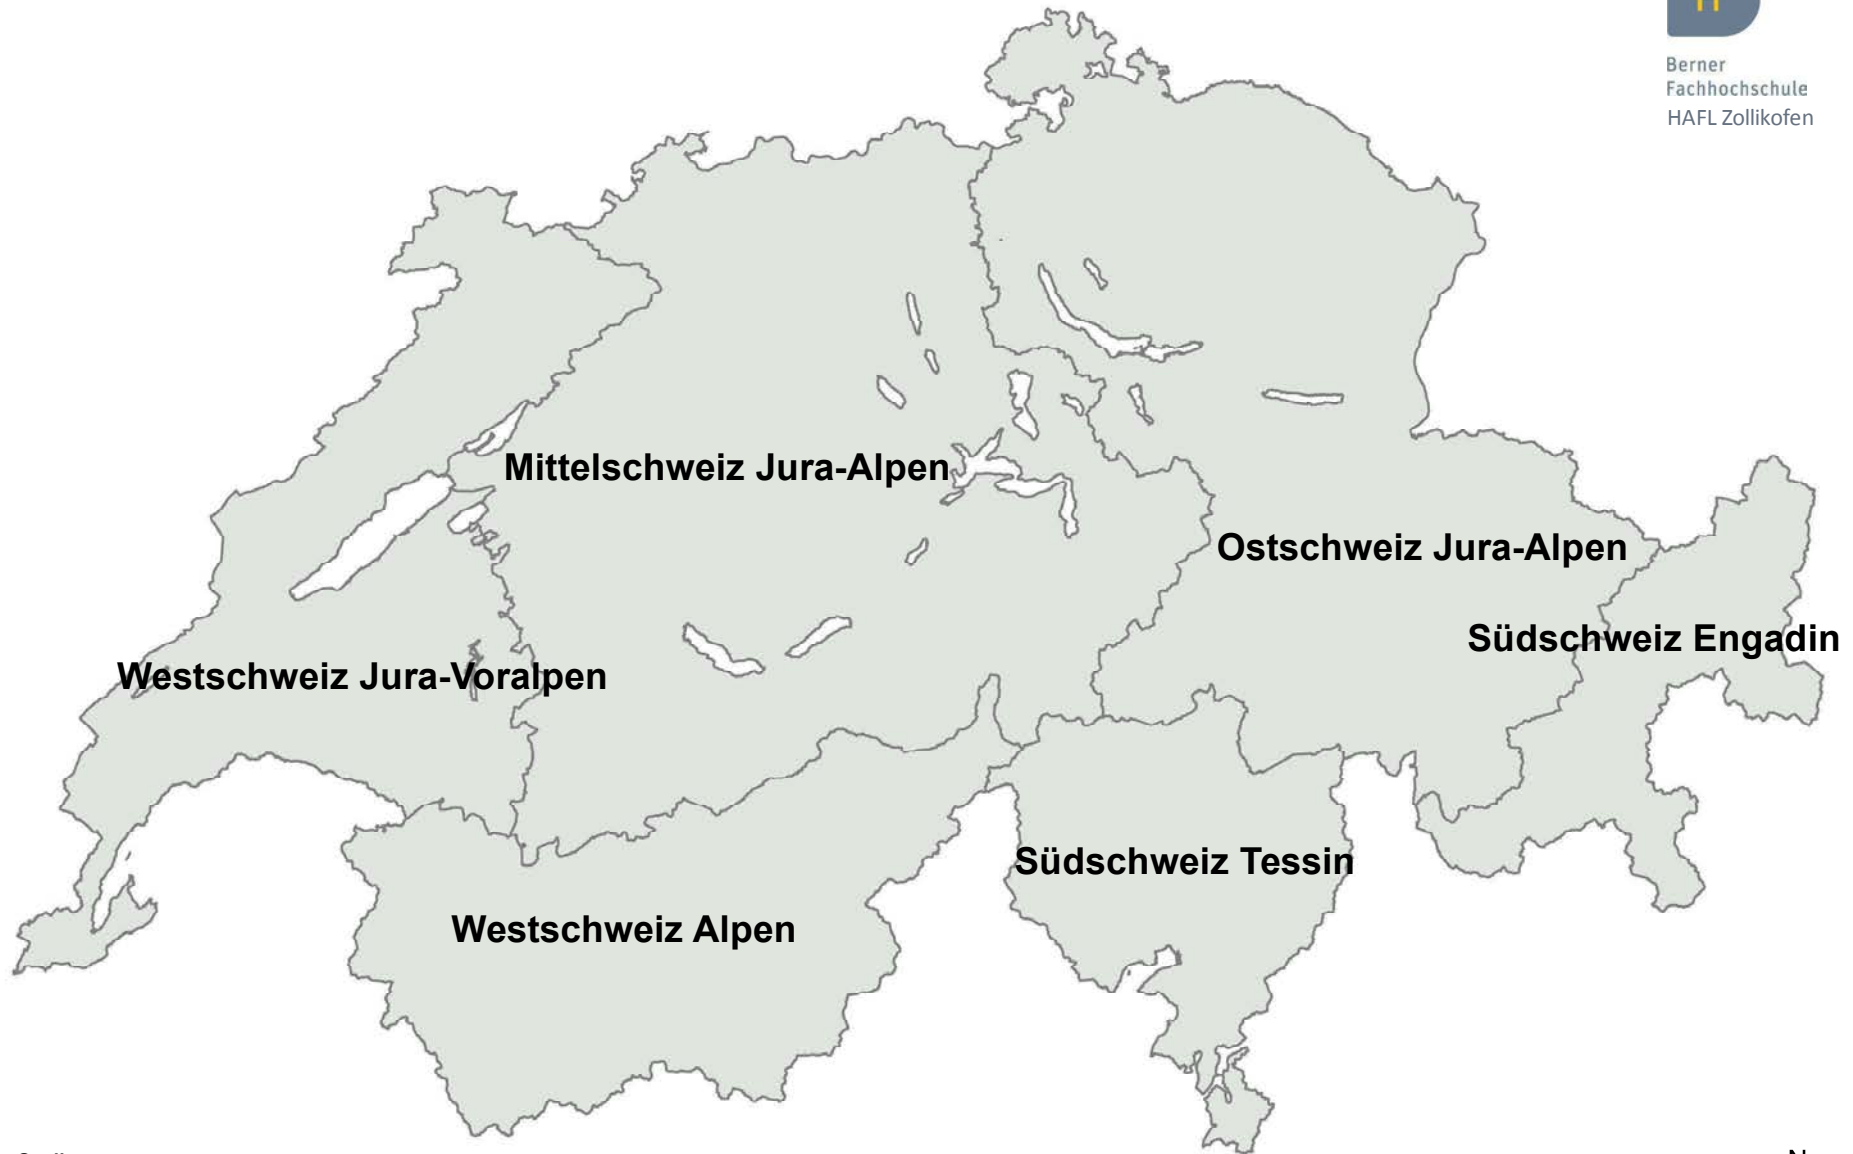 Berner
Fachhochschule
HAFL Zollikofen
Mittelschweiz Jura-Alpen
Ostschweiz Jura-Alpen
Südschweiz Engadin
Westschweiz Jura-Voralpen
Südschweiz Tessin
Westschweiz Alpen